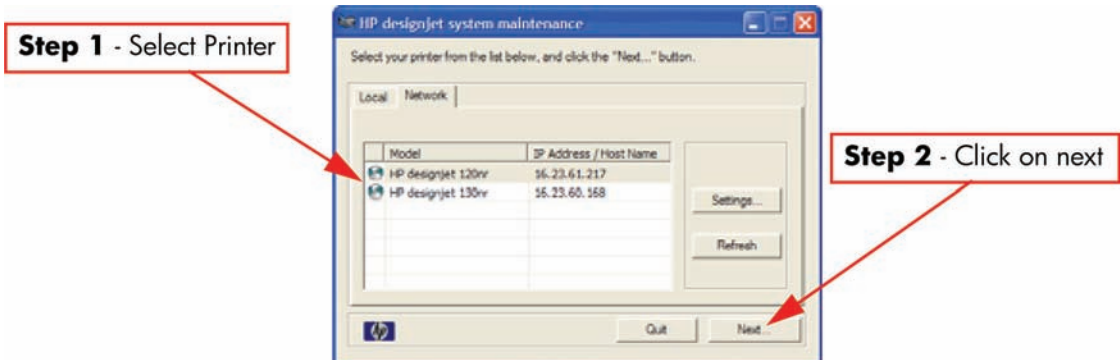 HP designjet system maintenance
Step 1 - Select Printer
Select your printer from the list below, and click the "Next..." button.
Local Network
Model IP Address / Host Name
HP designjet 120nr 16.23.61.217
HP designjet 130nr 16.23.60.168
Step 2 - Click on next
Settings...
Refresh
hp Quit Next...